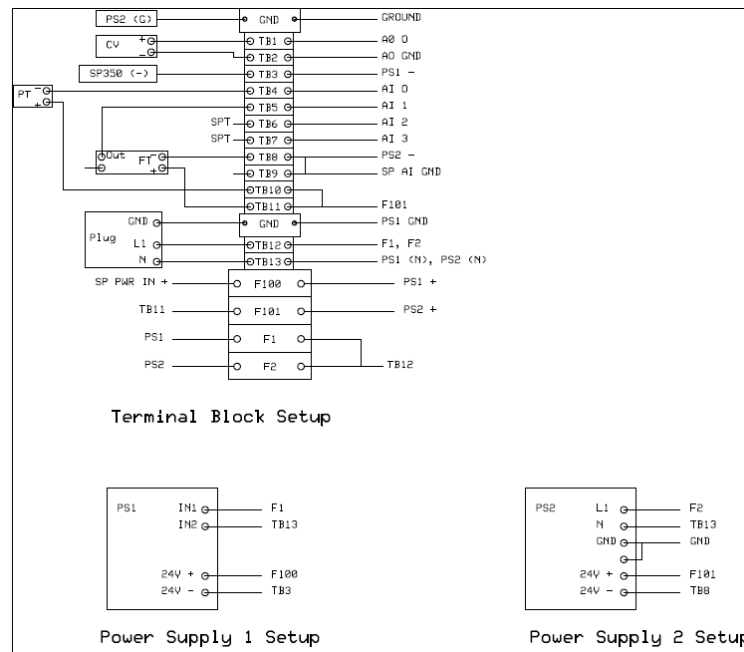 PS2 (G) GND GROUND
CV + TB1 A0 0
- TB2 AO GND
SP350 (-) TB3 PS1 -
PT - TB4 AI 0
+ TB5 AI 1
SPT TB6 AI 2
SPT TB7 AI 3
Out FT - TB8 PS2 -
+ TB9 SP AI GND
TB10
TB11 F101
GND GND PS1 GND
Plug L1 TB12 F1, F2
N TB13 PS1 (N), PS2 (N)
SP PWR IN + F100 PS1 +
TB11 F101 PS2 +
PS1 F1
PS2 F2 TB12
Terminal Block Setup
PS1 IN1 F1
IN2 TB13
24V + F100
24V - TB3
Power Supply 1 Setup
PS2 L1 F2
N TB13
GND GND
24V + F101
24V - TB8
Power Supply 2 Setup